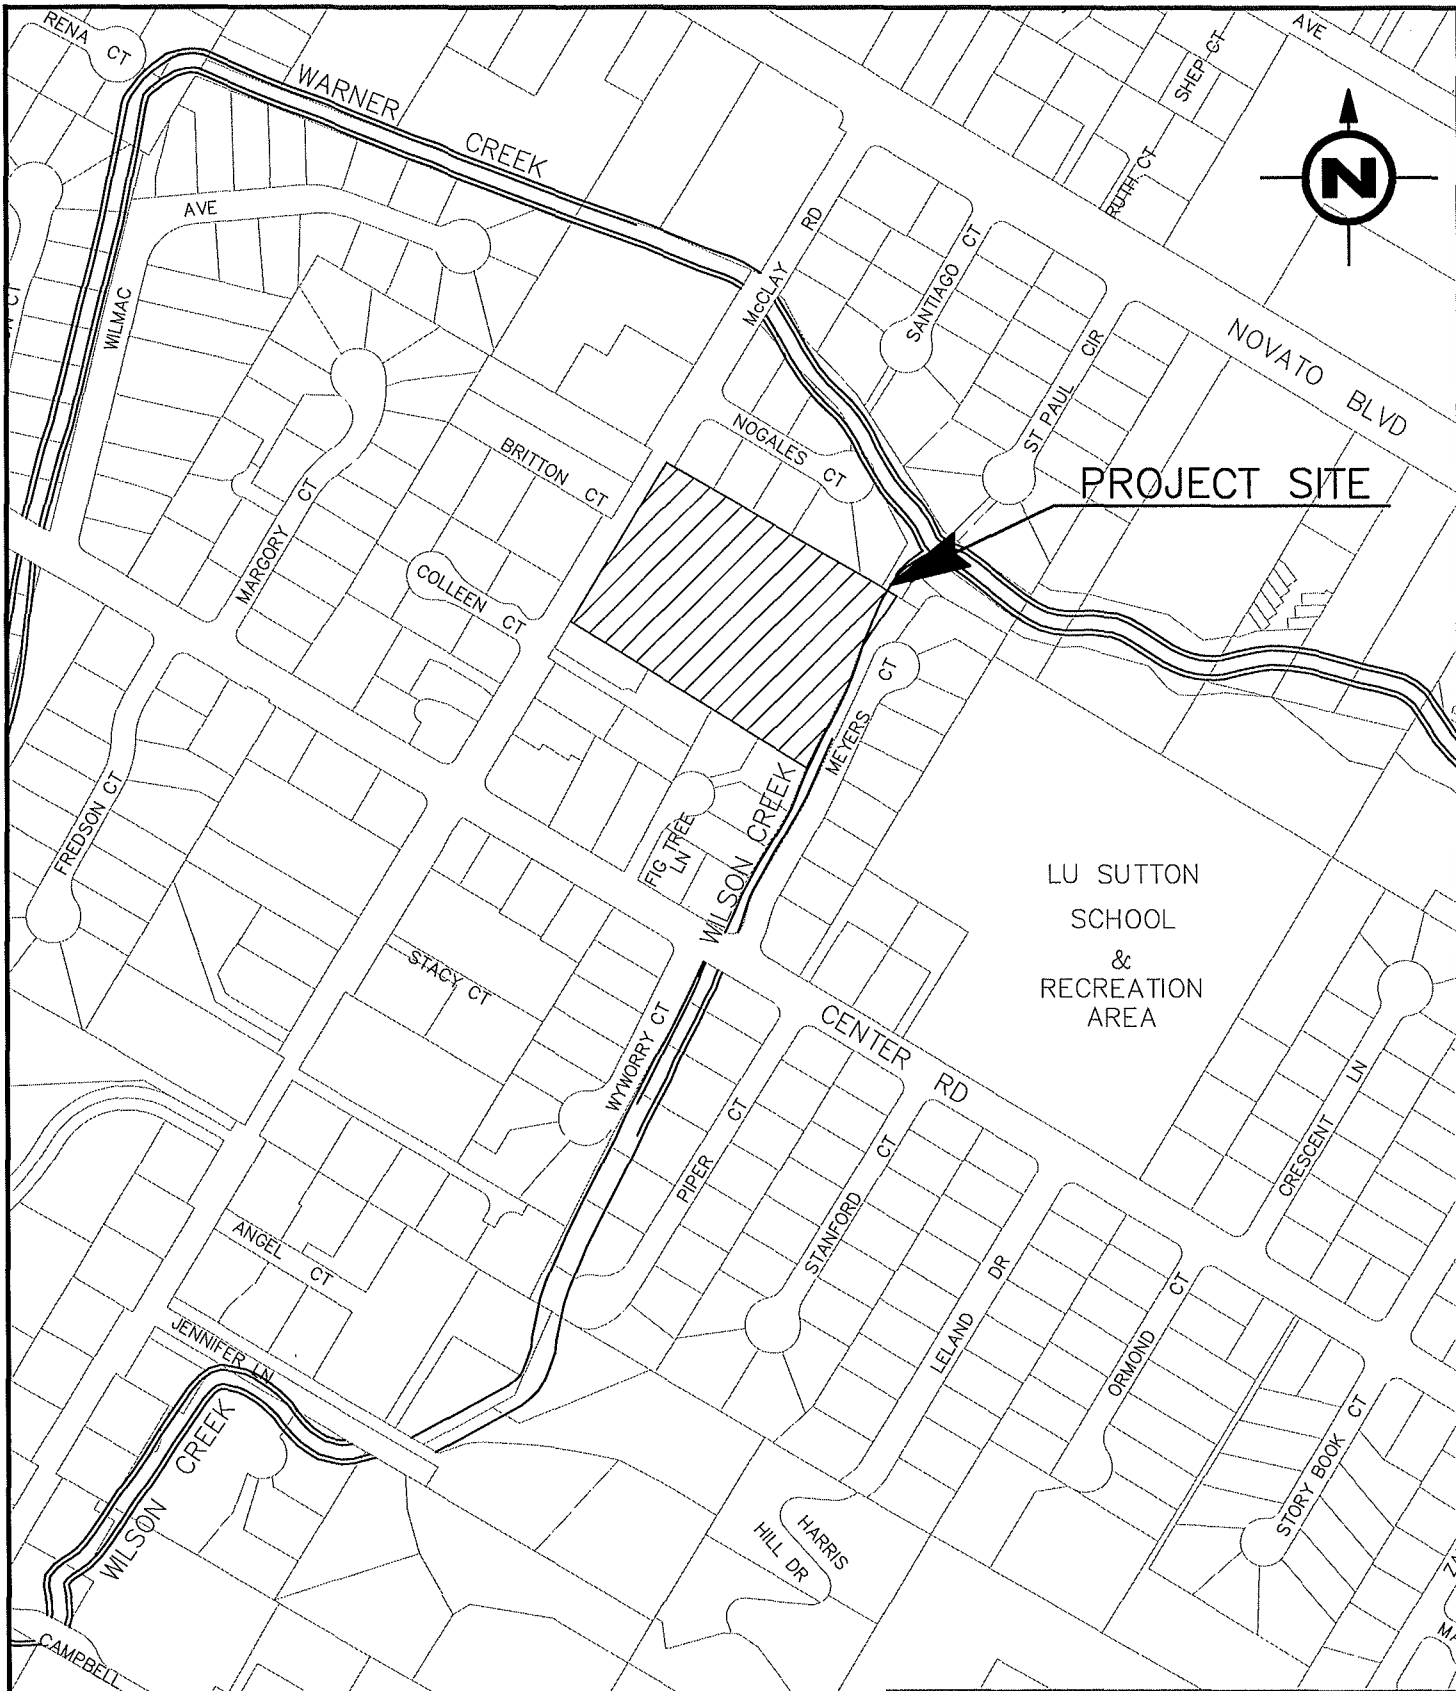 RENA CT
AVE
SHEP CT
WARNER
CREEK
N
RUTH CT
AVE
McCLAY RD
SANTIAGO CT
WILMAC
NOVATO BLVD
ST PAUL CIR
NOGALES CT
BRITTON CT
PROJECT SITE
MARGORY CT
COLLEEN CT
MEYERS CT
FREDSON CT
WILSON CREEK
FIG TREE
LN
LU SUTTON
SCHOOL
&
RECREATION
AREA
STACY CT
WYWORRY CT
CENTER RD
PIPER CT
STANFORD CT
CRESCENT LN
ANGEL CT
LELAND DR
ORMOND CT
JENNIFER LN
WILSON CREEK
STORY BOOK CT
HARRIS
HILL DR
CAMPBELL